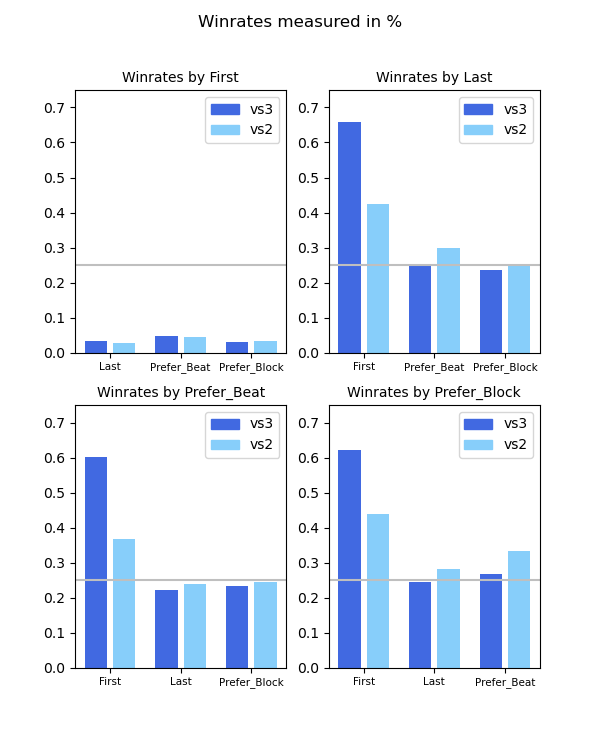 Winrates measured in %
Winrates by First
0.7
0.6
0.5
0.4
0.3
0.2
0.1
0.0
vs3
vs2
Last Prefer_Beat Prefer_Block
Winrates by Last
0.7
0.6
0.5
0.4
0.3
0.2
0.1
0.0
vs3
vs2
First Prefer_Beat Prefer_Block
Winrates by Prefer_Beat
0.7
0.6
0.5
0.4
0.3
0.2
0.1
0.0
vs3
vs2
First Last Prefer_Block
Winrates by Prefer_Block
0.7
0.6
0.5
0.4
0.3
0.2
0.1
0.0
vs3
vs2
First Last Prefer_Beat